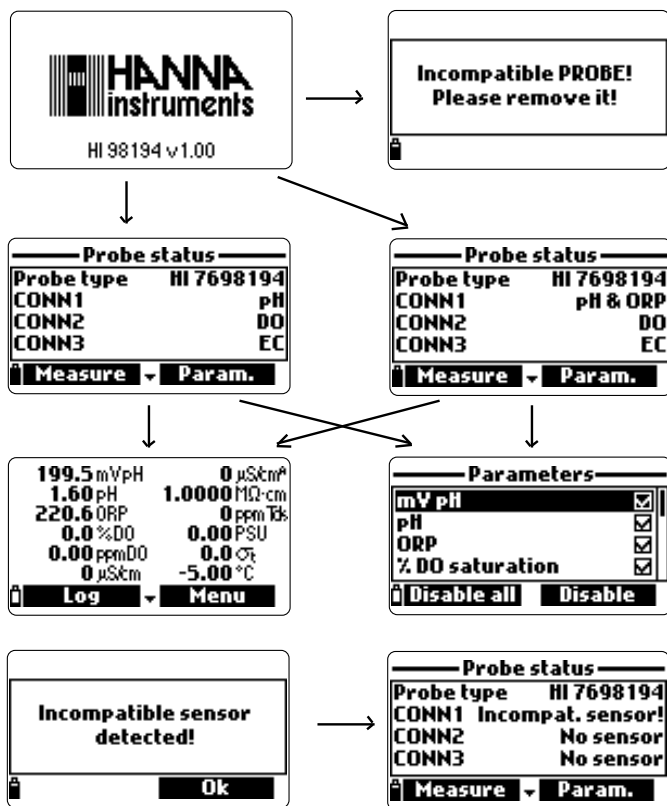 HANNA
instruments
HI 98194 v1.00
Incompatible PROBE!
Please remove it!
Probe status
Probe type HI 7698194
CONN1 pH
CONN2 DO
CONN3 EC
Measure Param.
Probe status
Probe type HI 7698194
CONN1 pH & ORP
CONN2 DO
CONN3 EC
Measure Param.
199.5 mVpH 0 µS/cmᴬ
1.60 pH 1.0000 MΩ·cm
220.6 ORP 0 ppm Tds
0.0 %DO 0.00 PSU
0.00 ppmDO 0.0 σt
0 µS/cm -5.00 °C
Log Menu
Parameters
mV pH
pH
ORP
% DO saturation
Disable all Disable
Incompatible sensor
detected!
Ok
Probe status
Probe type HI 7698194
CONN1 Incompat. sensor!
CONN2 No sensor
CONN3 No sensor
Measure Param.